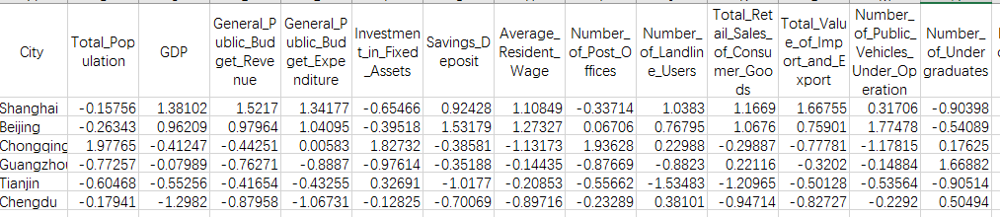 City Total_Population GDP General_Public_Budget_Revenue General_Public_Budget_Expenditure Investment_in_Fixed_Assets Savings_Deposit Average_Resident_Wage Number_of_Post_Offices Number_of_Landline_Users Total_Retail_Sales_of_Consumer_Goods Total_Value_of_Import_and_Export Number_of_Public_Vehicles_Under_Operation Number_of_Undergraduates
Shanghai -0.15756 1.38102 1.5217 1.34177 -0.65466 0.92428 1.10849 -0.33714 1.0383 1.1669 1.66755 0.31706 -0.90398
Beijing -0.26343 0.96209 0.97964 1.04095 -0.39518 1.53179 1.27327 0.06706 0.76795 1.0676 0.75901 1.77478 -0.54089
Chongqing 1.97765 -0.41247 -0.44251 0.00583 1.82732 -0.38581 -1.13173 1.93628 0.22988 -0.29887 -0.77781 -1.17815 0.17625
Guangzhou -0.77257 -0.07989 -0.76271 -0.8887 -0.97614 -0.35188 -0.14435 -0.87669 -0.8823 0.22116 -0.3202 -0.14884 1.66882
Tianjin -0.60468 -0.55256 -0.41654 -0.43255 0.32691 -1.0177 -0.20853 -0.55662 -1.53483 -1.20965 -0.50128 -0.53564 -0.90514
Chengdu -0.17941 -1.2982 -0.87958 -1.06731 -0.12825 -0.70069 -0.89716 -0.23289 0.38101 -0.94714 -0.82727 -0.2292 0.50494